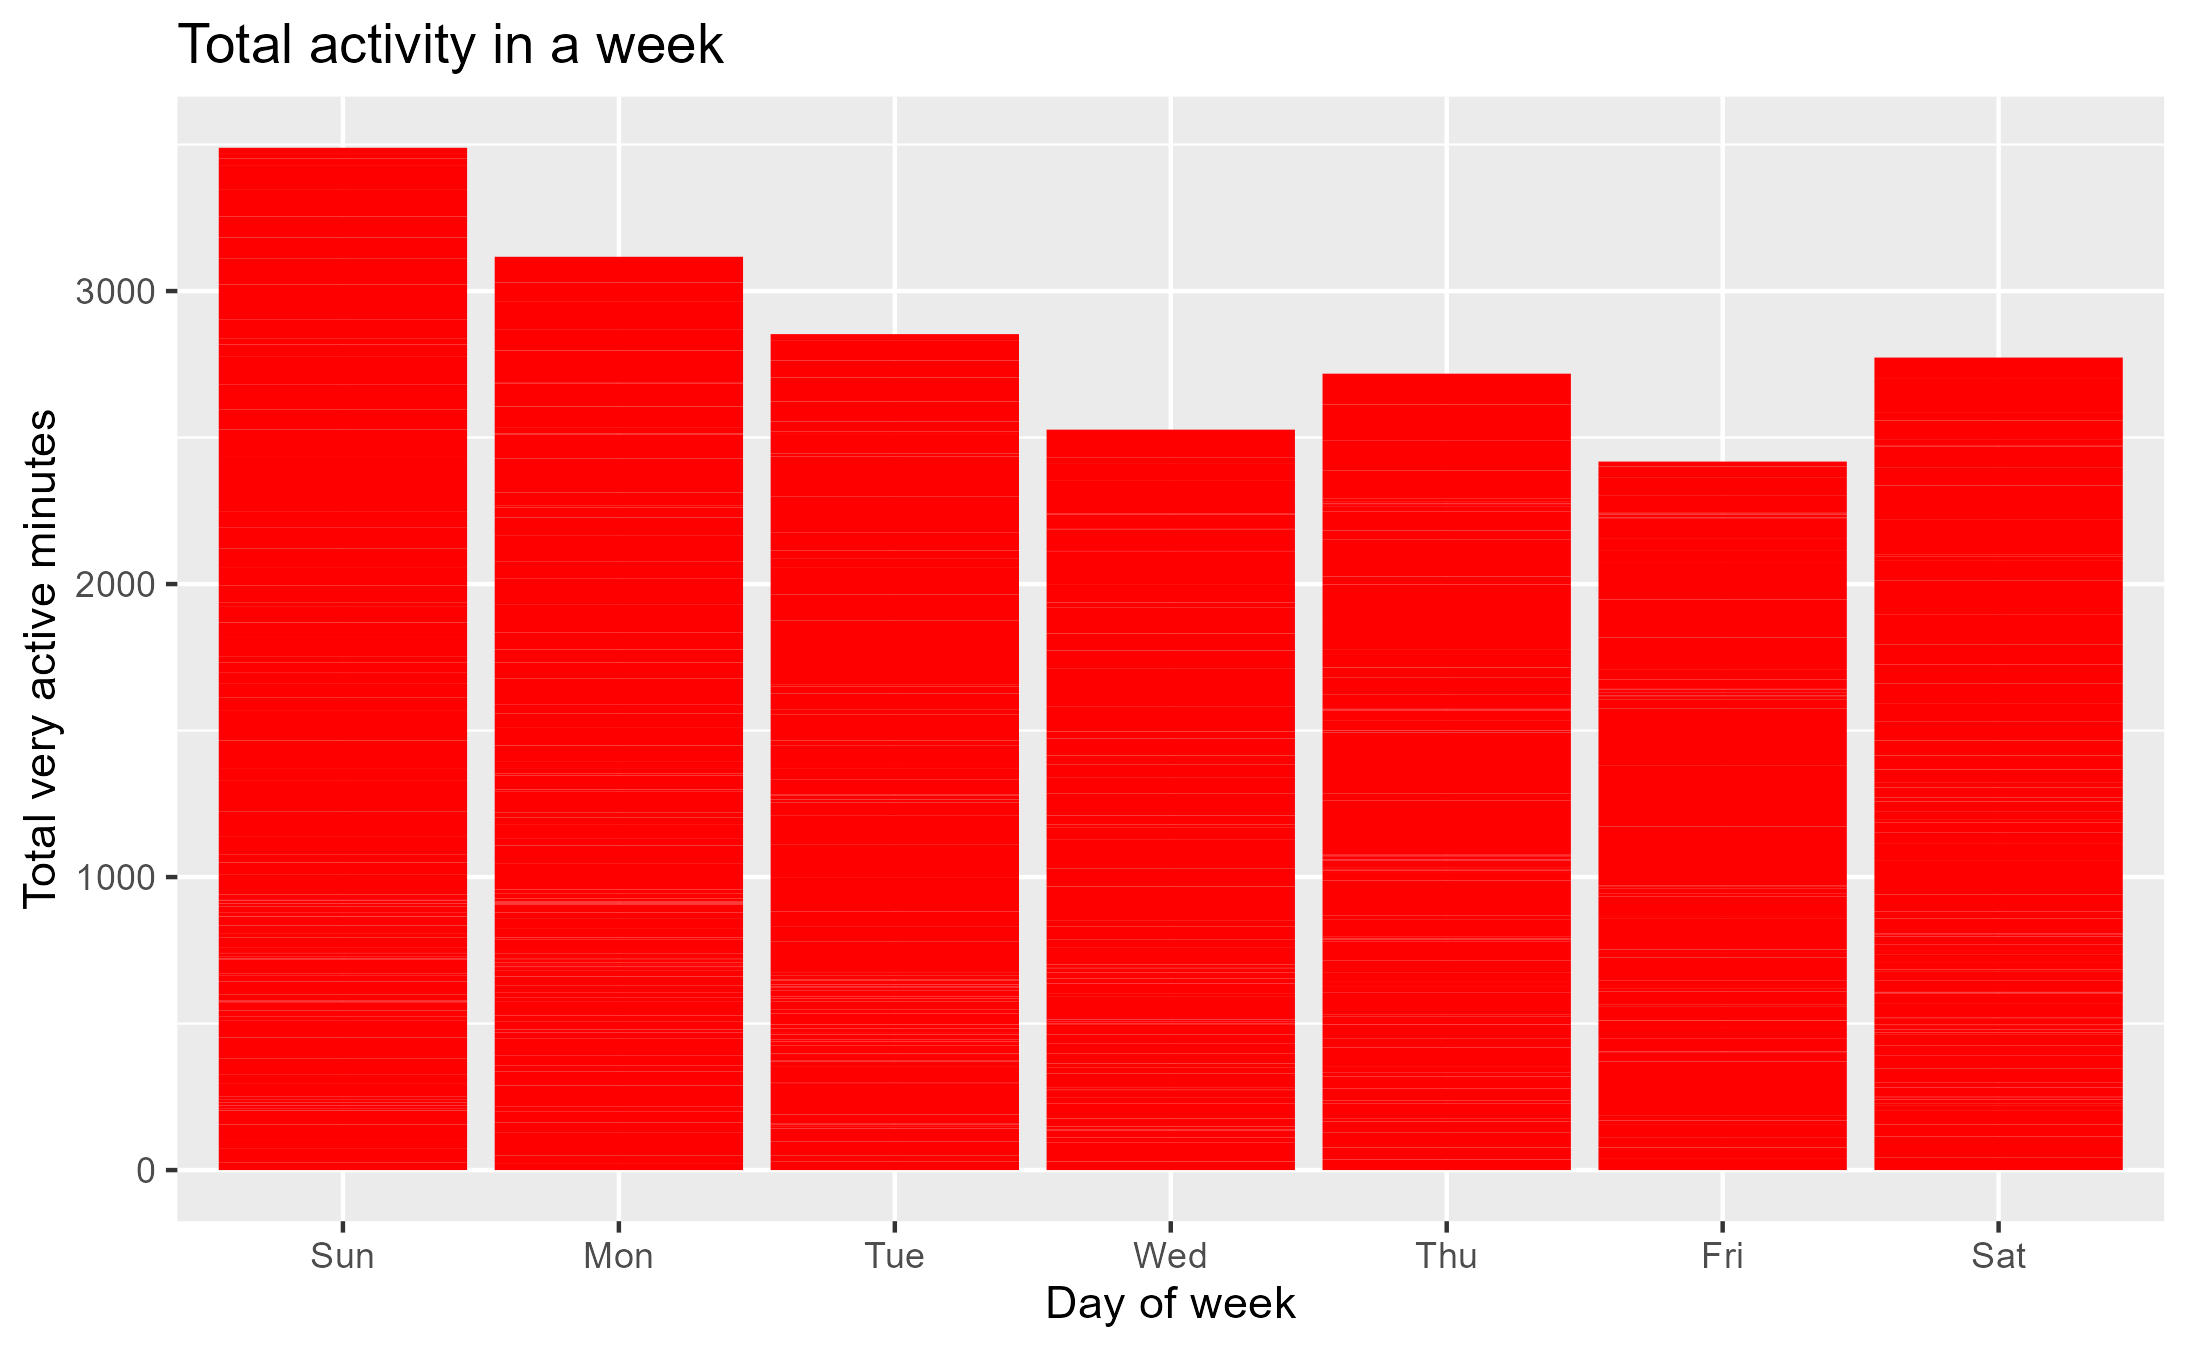 Total activity in a week
Total very active minutes
3000
2000
1000
0
Sun Mon Tue Wed Thu Fri Sat
Day of week